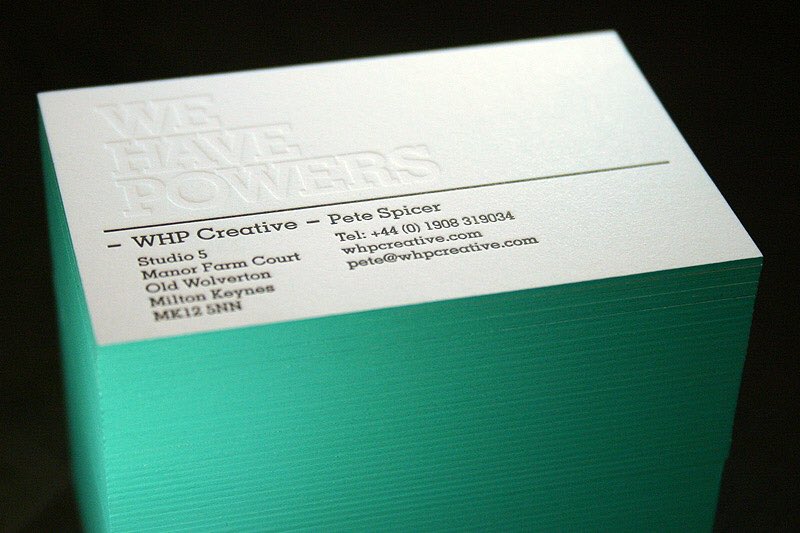 WE
HAVE
POWERS
– WHP Creative – Pete Spicer
Studio 5
Manor Farm Court
Old Wolverton
Milton Keynes
MK12 5NN
Tel: +44 (0) 1908 319034
whpcreative.com
pete@whpcreative.com